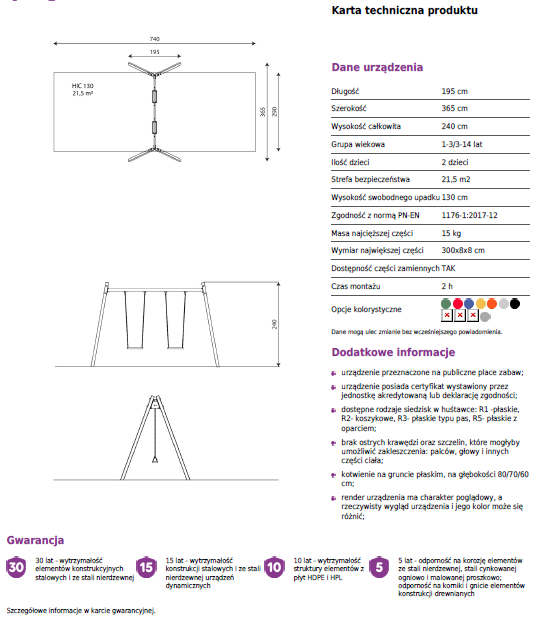 Karta techniczna produktu
740
195
HIC 130
21,5 m²
365
290
240
Dane urządzenia
Długość 195 cm
Szerokość 365 cm
Wysokość całkowita 240 cm
Grupa wiekowa 1-3/3-14 lat
Ilość dzieci 2 dzieci
Strefa bezpieczeństwa 21,5 m2
Wysokość swobodnego upadku 130 cm
Zgodność z normą PN-EN 1176-1:2017-12
Masa najcięższej części 15 kg
Wymiar największej części 300x8x8 cm
Dostępność części zamiennych TAK
Czas montażu 2 h
Opcje kolorystyczne
Dane mogą ulec zmianie bez wcześniejszego powiadomienia.
Dodatkowe informacje
urządzenie przeznaczone na publiczne place zabaw;
urządzenie posiada certyfikat wystawiony przez
jednostkę akredytowaną lub deklarację zgodności;
dostępne rodzaje siedzisk w huśtawce: R1 -płaskie,
R2- koszykowe, R3- płaskie typu pas, R5- płaskie z
oparciem;
brak ostrych krawędzi oraz szczelin, które mogłyby
umożliwić zakleszczenia: palców, głowy i innych
części ciała;
kotwienie na gruncie płaskim, na głębokości 80/70/60
cm;
render urządzenia ma charakter poglądowy, a
rzeczywisty wygląd urządzenia i jego kolor może się
różnić;
Gwarancja
30
30 lat - wytrzymałość
elementów konstrukcyjnych
stalowych i ze stali nierdzewnej
15
15 lat - wytrzymałość
konstrukcji stalowych i ze stali
nierdzewnej urządzeń
dynamicznych
10
10 lat - wytrzymałość
struktury elementów z
płyt HDPE i HPL
5
5 lat - odporność na korozję elementów
ze stali nierdzewnej, stali cynkowanej
ogniowo i malowanej proszkowo;
odporność na korniki i gnicie elementów
konstrukcji drewnianych
Szczegółowe informacje w karcie gwarancyjnej.